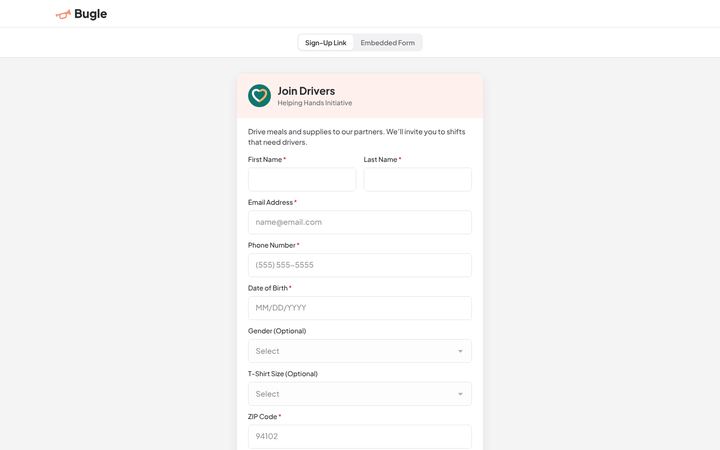 Bugle
Sign-Up Link
Embedded Form
Join Drivers
Helping Hands Initiative
Drive meals and supplies to our partners. We'll invite you to shifts
that need drivers.
First Name *
Last Name *
Email Address *
name@email.com
Phone Number *
(555) 555-5555
Date of Birth *
MM/DD/YYYY
Gender (Optional)
Select
T-Shirt Size (Optional)
Select
ZIP Code *
94102